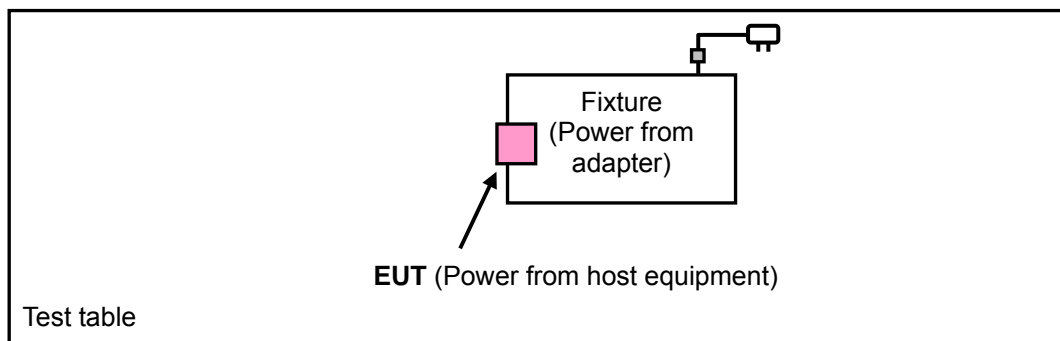 Fixture
(Power from
adapter)
EUT (Power from host equipment)
Test table